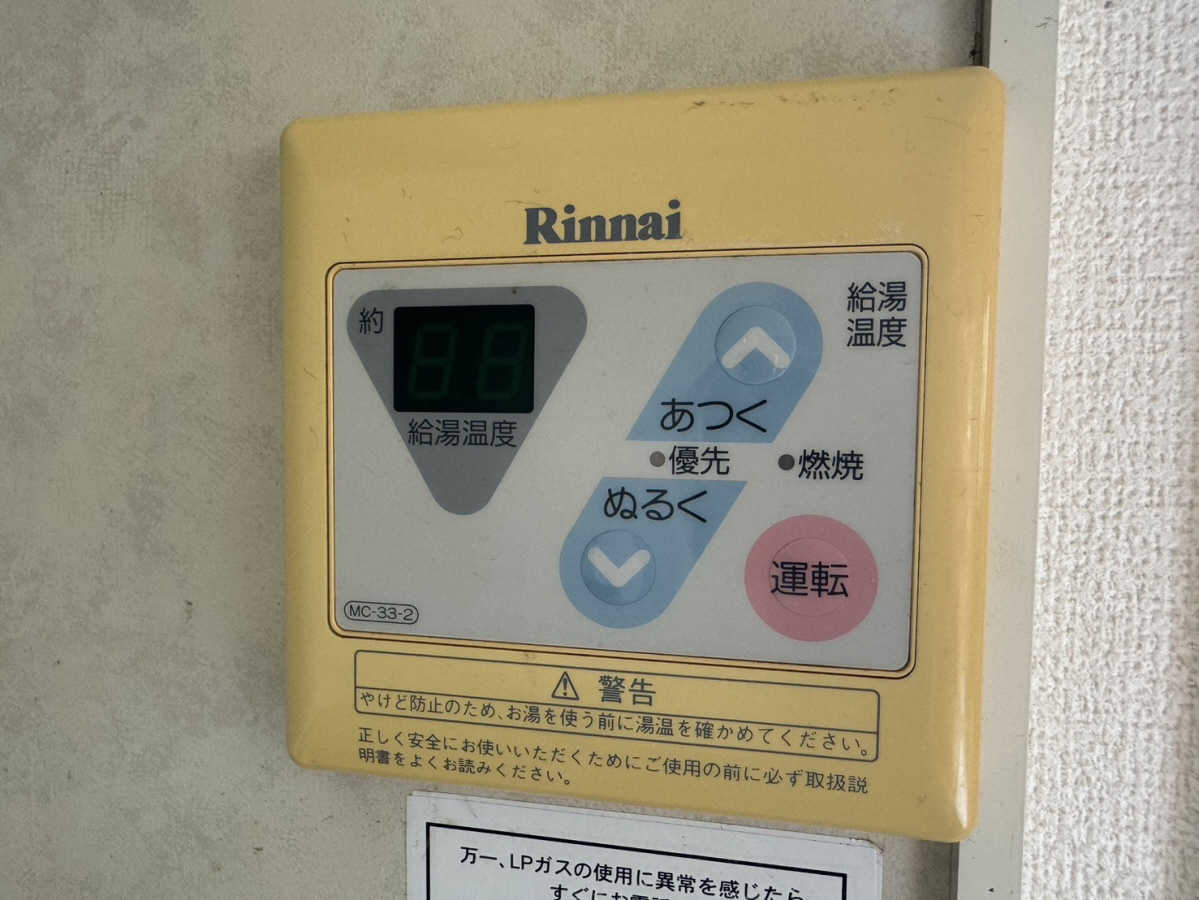 Rinnai
約
給湯温度
給湯
温度
あつく
優先
燃焼
ぬるく
運転
MC-33-2
警告
やけど防止のため、お湯を使う前に湯温を確かめてください。
正しく安全にお使いいただくためにご使用の前に必ず取扱説
明書をよくお読みください。
万一、LPガスの使用に異常を感じたら
すぐにお電